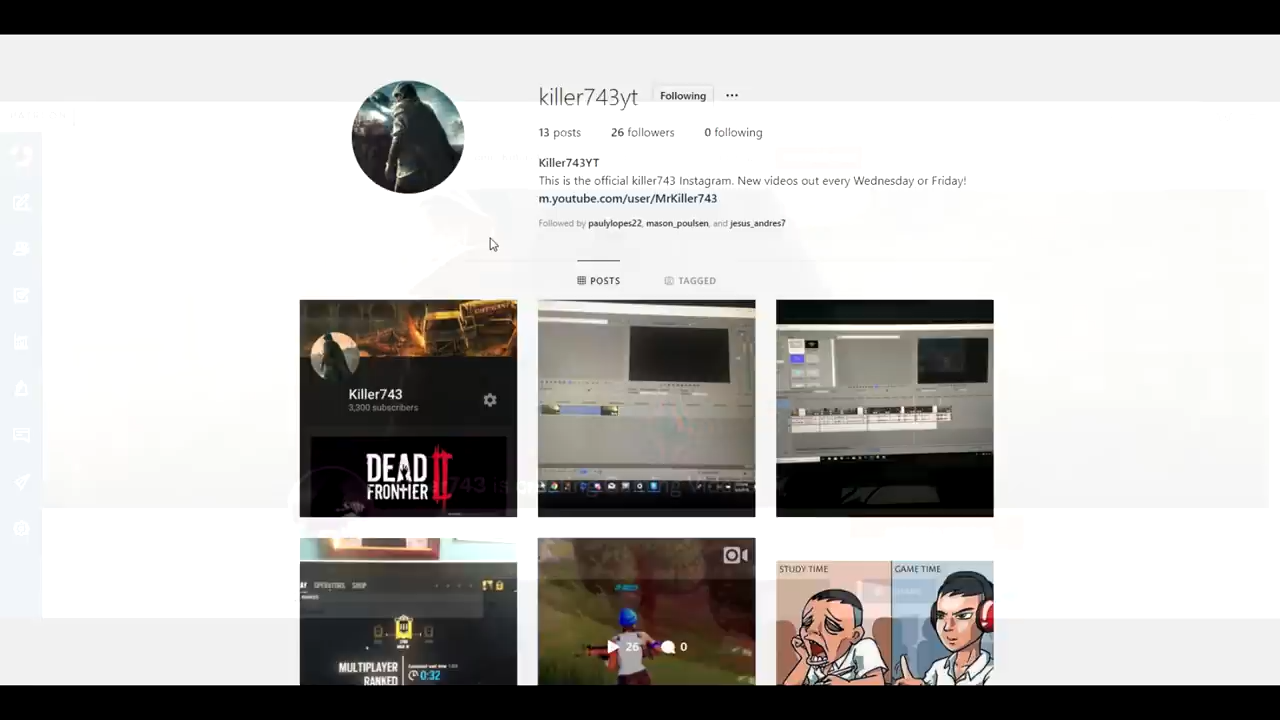 killer743yt Following ...
13 posts 26 followers 0 following
Killer743YT
This is the official killer743 Instagram. New videos out every Wednesday or Friday!
m.youtube.com/user/MrKiller743
Followed by paulylopes22, mason_poulsen, and jesus_andres7
POSTS TAGGED
Killer743
3,300 subscribers
DEAD
FRONTIER II
OPERATORS SHOP
MULTIPLAYER
RANKED
0:32
26 0
STUDY TIME GAME TIME